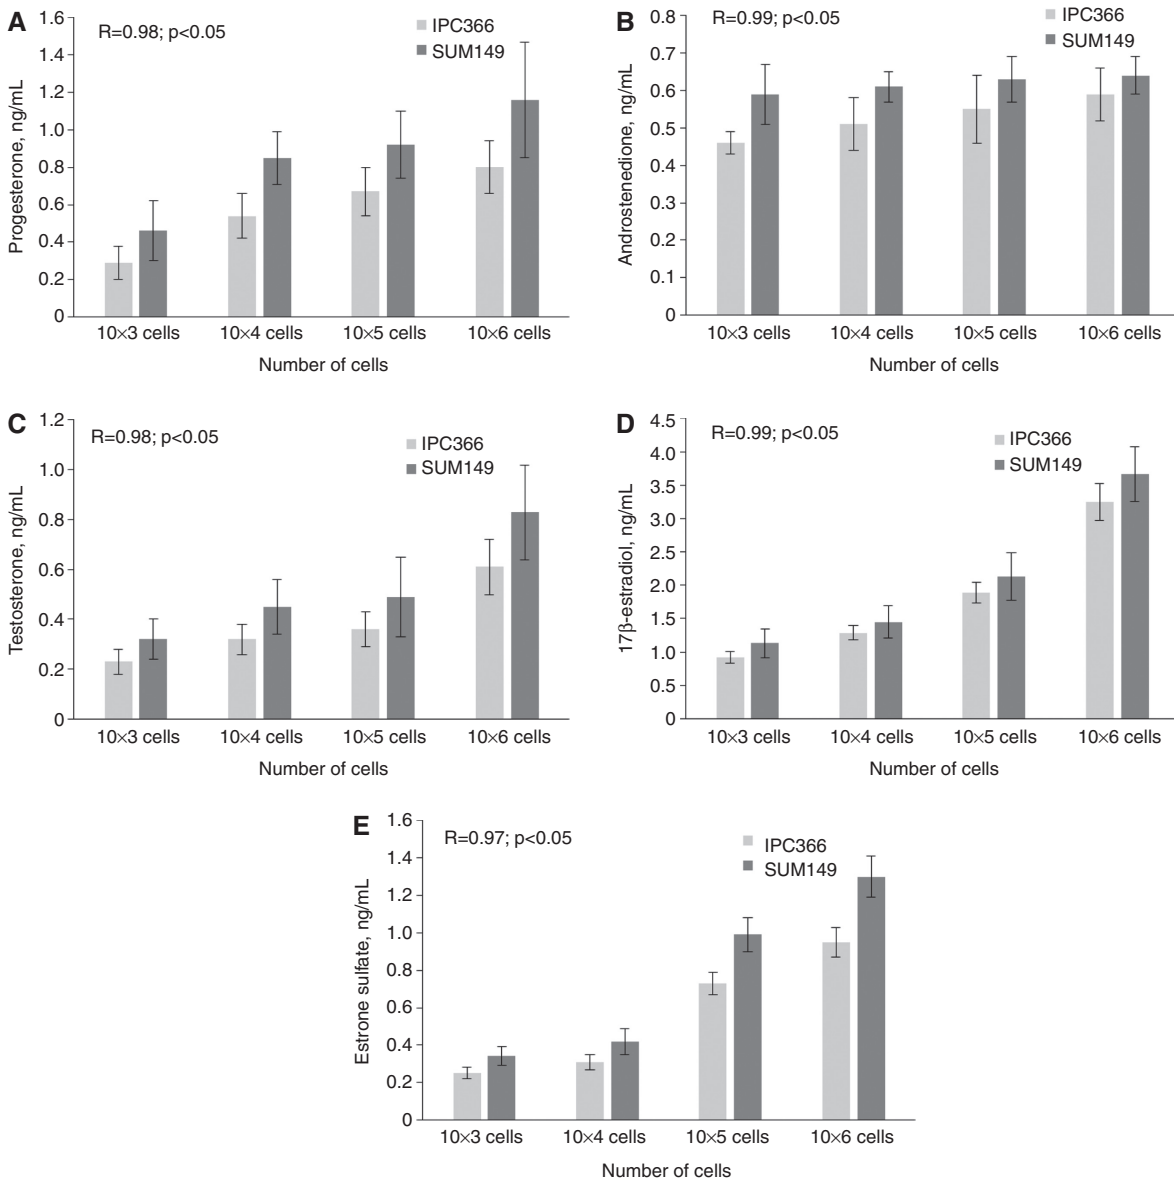 A
R=0.98; p<0.05
IPC366
SUM149
Progesterone, ng/mL
1.6
1.4
1.2
1.0
0.8
0.6
0.4
0.2
0
10×3 cells 10×4 cells 10×5 cells 10×6 cells
Number of cells
B
R=0.99; p<0.05
IPC366
SUM149
Androstenedione, ng/mL
0.8
0.7
0.6
0.5
0.4
0.3
0.2
0.1
0
10×3 cells 10×4 cells 10×5 cells 10×6 cells
Number of cells
C
R=0.98; p<0.05
IPC366
SUM149
Testosterone, ng/mL
1.2
1.0
0.8
0.6
0.4
0.2
0
10×3 cells 10×4 cells 10×5 cells 10×6 cells
Number of cells
D
R=0.99; p<0.05
IPC366
SUM149
17β-estradiol, ng/mL
4.5
4.0
3.5
3.0
2.5
2.0
1.5
1.0
0.5
0
10×3 cells 10×4 cells 10×5 cells 10×6 cells
Number of cells
E
R=0.97; p<0.05
IPC366
SUM149
Estrone sulfate, ng/mL
1.6
1.4
1.2
1.0
0.8
0.6
0.4
0.2
0
10×3 cells 10×4 cells 10×5 cells 10×6 cells
Number of cells